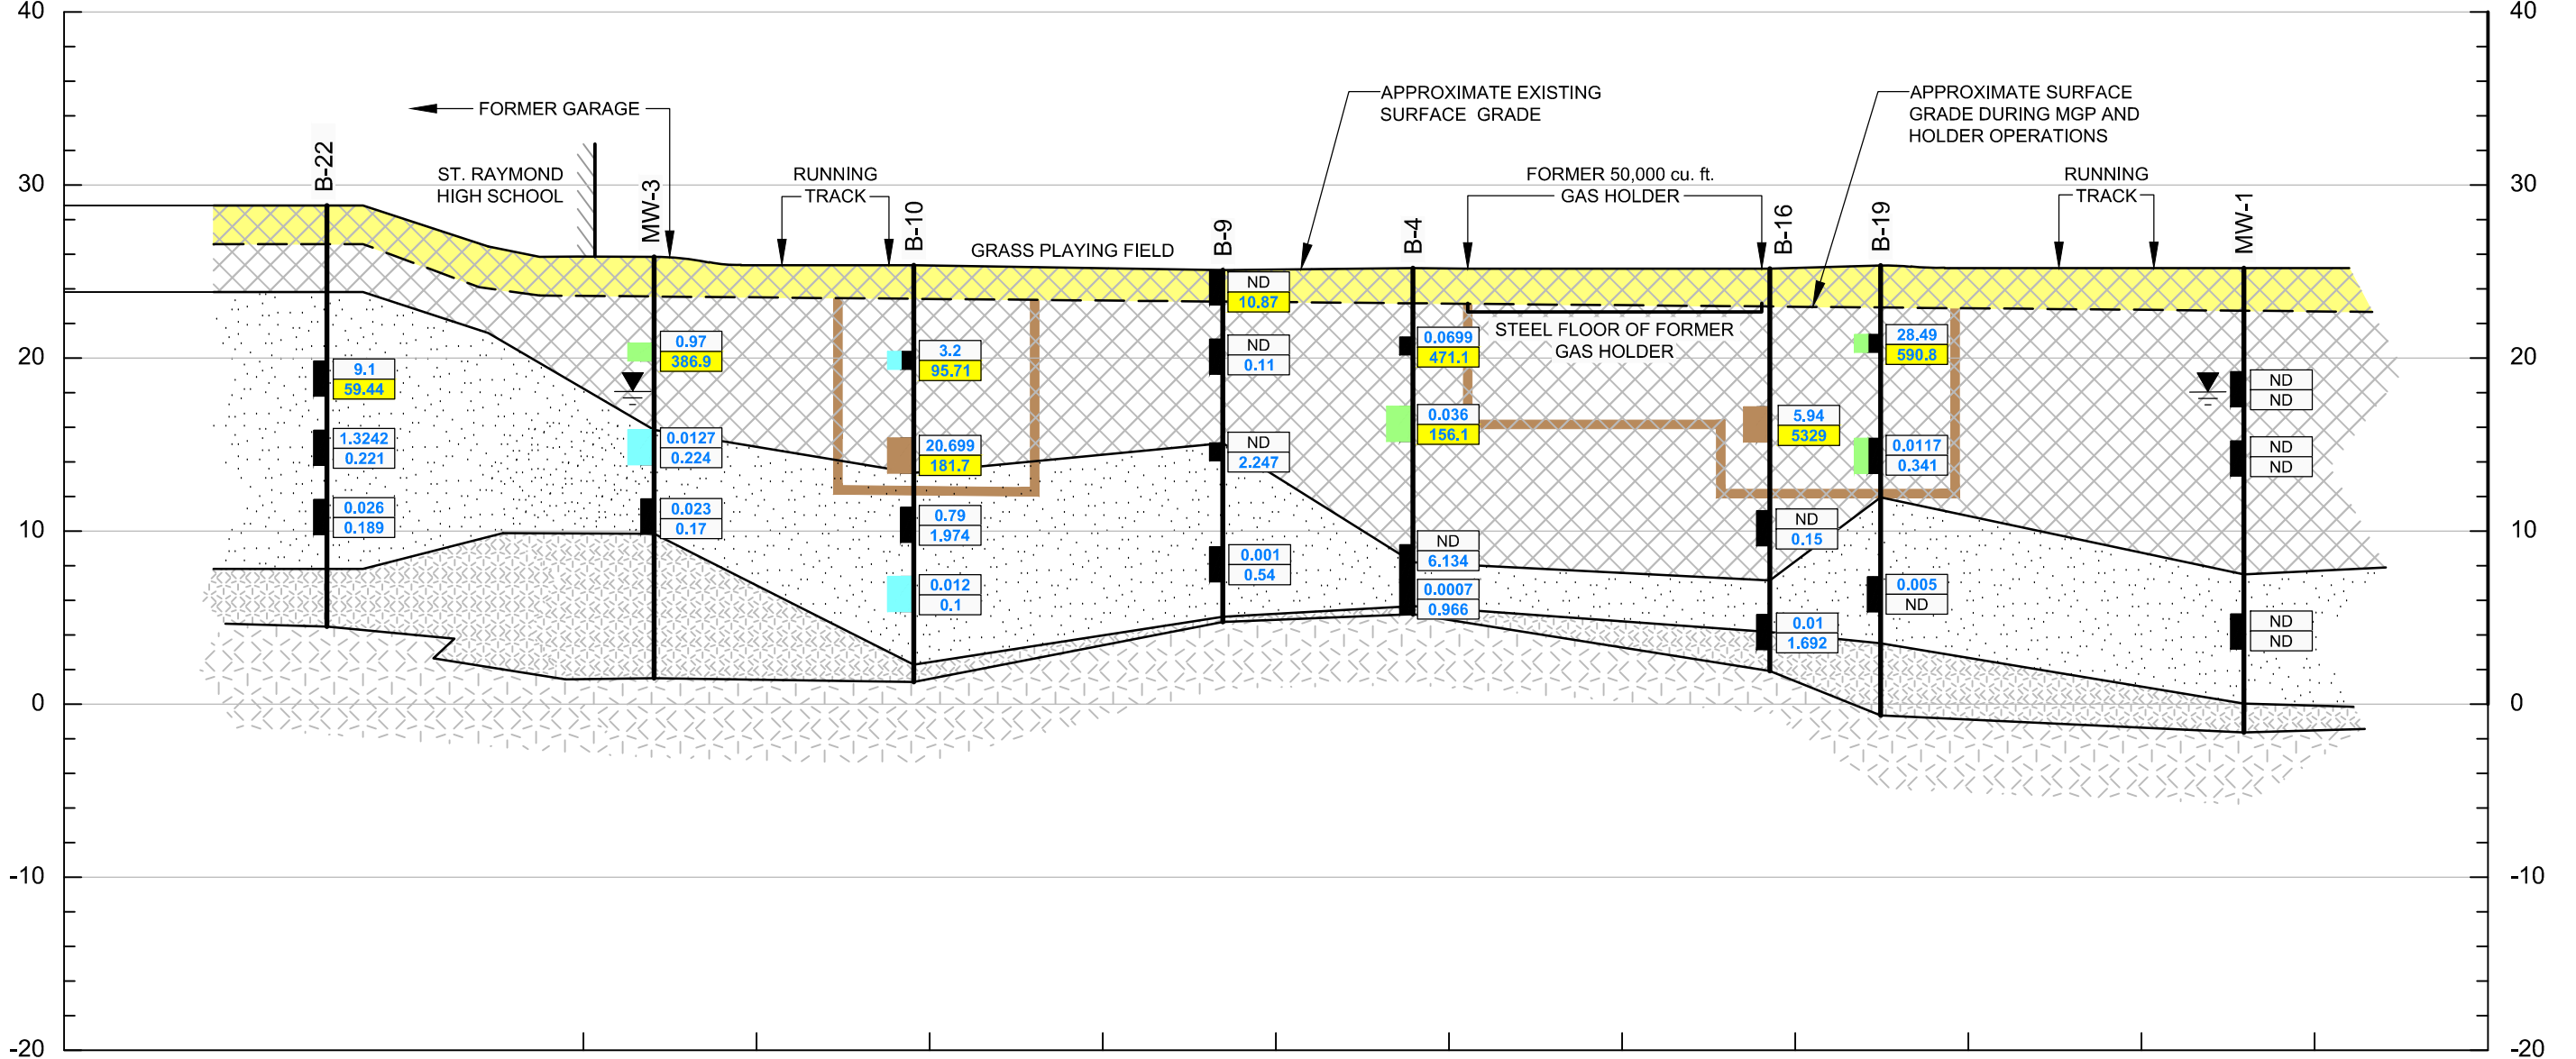 40
40
APPROXIMATE EXISTING
SURFACE GRADE
APPROXIMATE SURFACE
GRADE DURING MGP AND
HOLDER OPERATIONS
FORMER GARAGE
B-22
ST. RAYMOND
HIGH SCHOOL
MW-3
RUNNING
TRACK
B-10
GRASS PLAYING FIELD
B-9
B-4
FORMER 50,000 cu. ft.
GAS HOLDER
B-16
B-19
RUNNING
TRACK
MW-1
30
30
STEEL FLOOR OF FORMER
GAS HOLDER
20
20
9.1
59.44
1.3242
0.221
0.026
0.189
0.97
386.9
0.0127
0.224
0.023
0.17
3.2
95.71
20.699
181.7
0.79
1.974
0.012
0.1
ND
10.87
ND
0.11
ND
2.247
0.001
0.54
0.0699
471.1
0.036
156.1
ND
6.134
0.0007
0.966
5.94
5329
ND
0.15
0.01
1.692
28.49
590.8
0.0117
0.341
0.005
ND
ND
ND
ND
ND
ND
ND
10
10
0
0
-10
-10
-20
-20